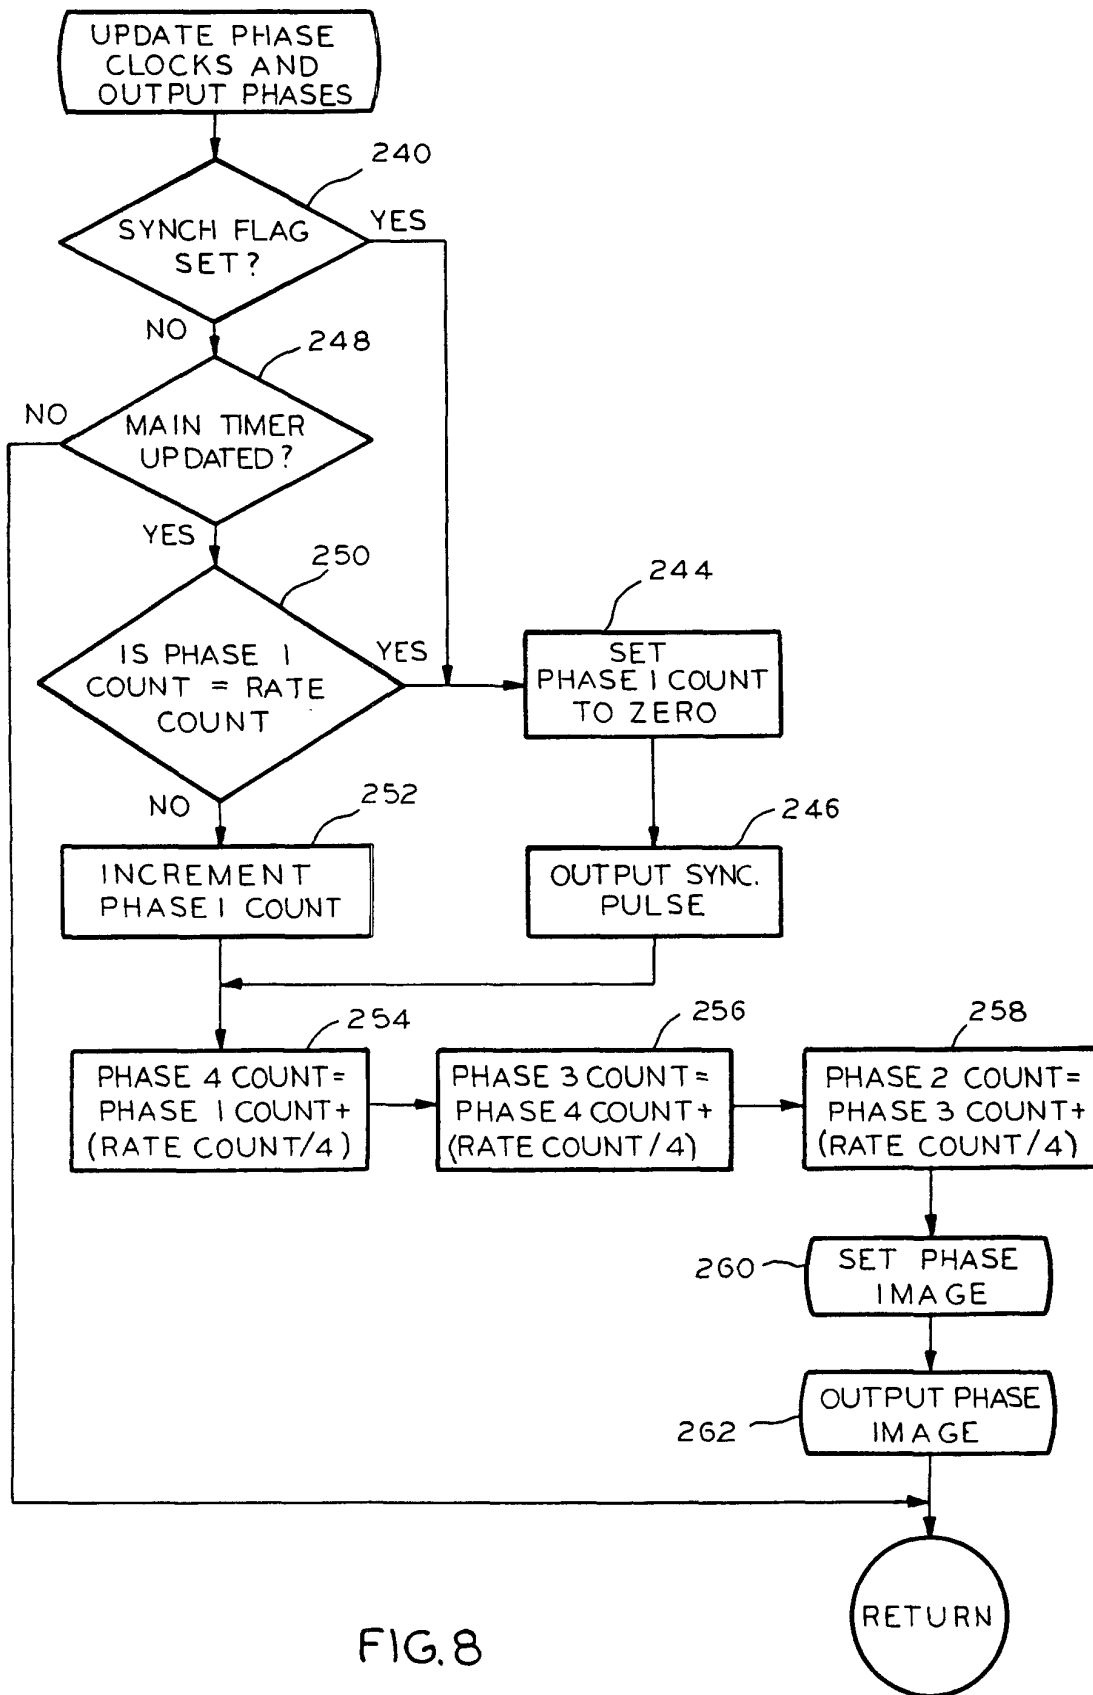 UPDATE PHASE
CLOCKS AND
OUTPUT PHASES
240
SYNCH FLAG
SET?
YES
NO
248
MAIN TIMER
UPDATED?
NO
YES
250
IS PHASE 1
COUNT = RATE
COUNT
YES
NO
244
SET
PHASE 1 COUNT
TO ZERO
252
INCREMENT
PHASE 1 COUNT
246
OUTPUT SYNC.
PULSE
254
PHASE 4 COUNT=
PHASE 1 COUNT+
(RATE COUNT/4)
256
PHASE 3 COUNT=
PHASE 4 COUNT+
(RATE COUNT/4)
258
PHASE 2 COUNT=
PHASE 3 COUNT+
(RATE COUNT/4)
260
SET PHASE
IMAGE
262
OUTPUT PHASE
IMAGE
RETURN
FIG.8